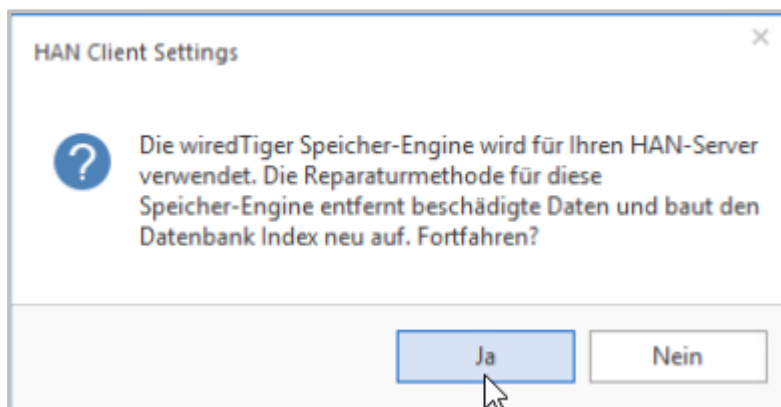 HAN Client Settings
Die wiredTiger Speicher-Engine wird für Ihren HAN-Server
verwendet. Die Reparaturmethode für diese
Speicher-Engine entfernt beschädigte Daten und baut den
Datenbank Index neu auf. Fortfahren?
Ja
Nein